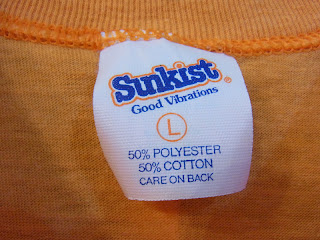 Sunkist®
Good Vibrations
L
50% POLYESTER
50% COTTON
CARE ON BACK